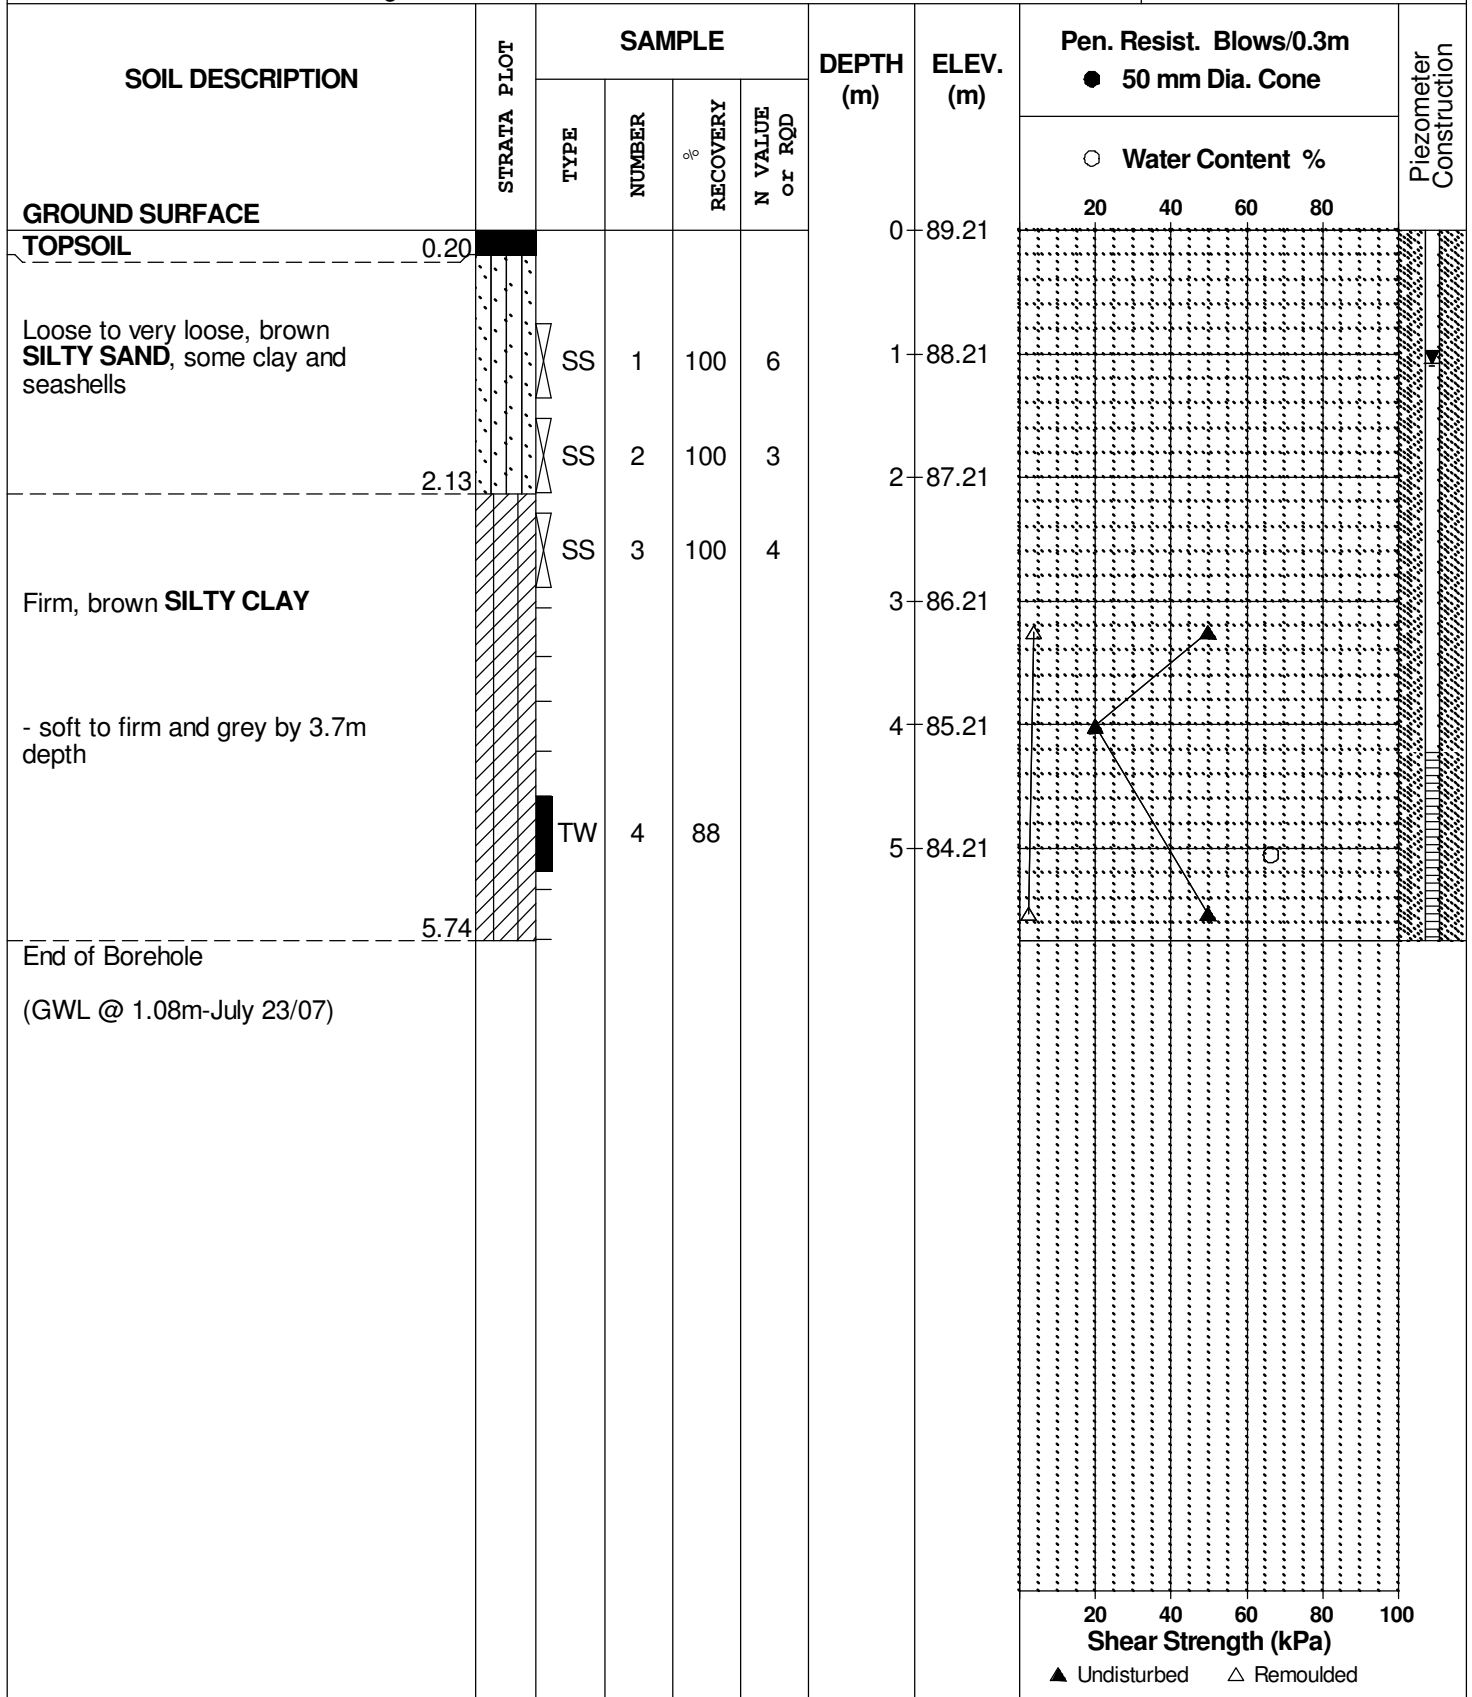 SOIL DESCRIPTION
GROUND SURFACE
STRATA PLOT
SAMPLE
TYPE
NUMBER
%
RECOVERY
N VALUE
or RQD
DEPTH
(m)
ELEV.
(m)
Pen. Resist. Blows/0.3m
● 50 mm Dia. Cone
○ Water Content %
20 40 60 80
Piezometer
Construction
TOPSOIL 0.20
0 89.21
Loose to very loose, brown
SILTY SAND, some clay and
seashells
SS 1 100 6
1 88.21
SS 2 100 3
2.13
2 87.21
SS 3 100 4
Firm, brown SILTY CLAY
3 86.21
- soft to firm and grey by 3.7m
depth
4 85.21
TW 4 88
5 84.21
5.74
End of Borehole
(GWL @ 1.08m-July 23/07)
20 40 60 80 100
Shear Strength (kPa)
▲ Undisturbed △ Remoulded